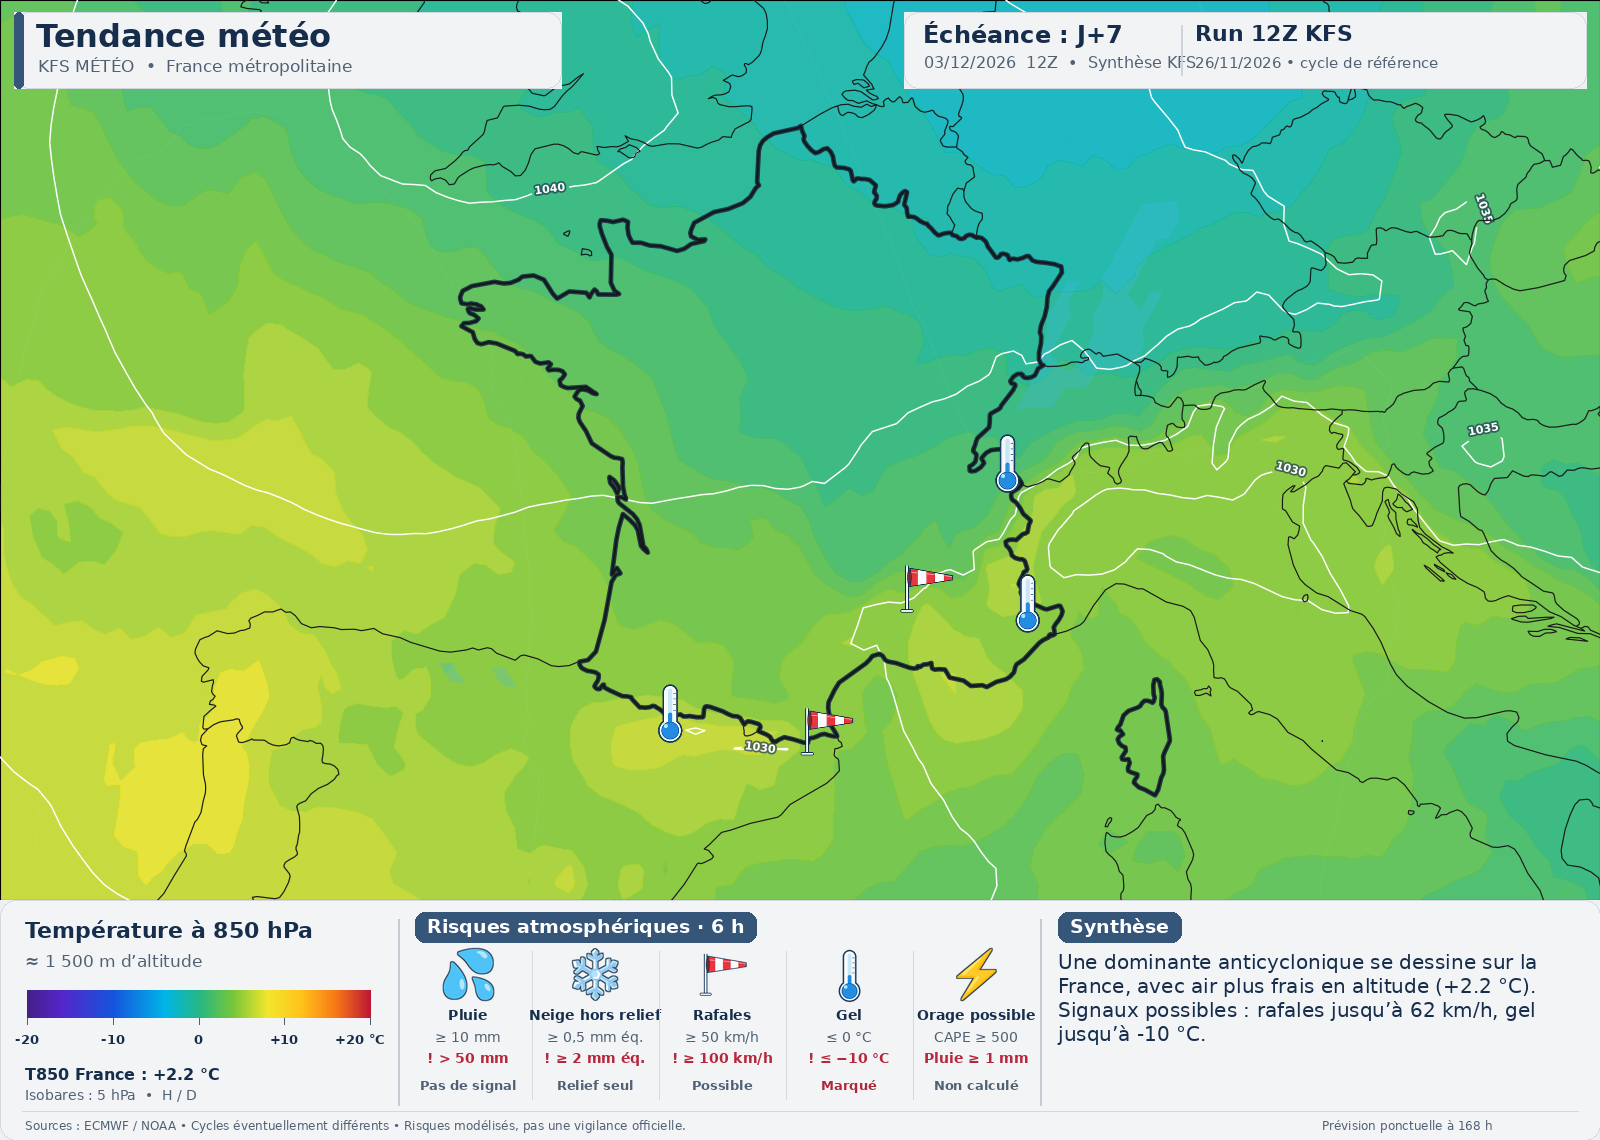 Tendance météo
KFS MÉTÉO • France métropolitaine
Échéance : J+7
03/12/2026 12Z • Synthèse KFS
Run 12Z KFS
26/11/2026 • cycle de référence
1040
1035
1035
1030
1030
Température à 850 hPa
≈ 1 500 m d’altitude
-20 -10 0 +10 +20 °C
T850 France : +2.2 °C
Isobares : 5 hPa • H / D
Risques atmosphériques · 6 h
Pluie
≥ 10 mm
! > 50 mm
Pas de signal
Neige hors relief
≥ 0,5 mm éq.
! ≥ 2 mm éq.
Relief seul
Rafales
≥ 50 km/h
! ≥ 100 km/h
Possible
Gel
≤ 0 °C
! ≤ −10 °C
Marqué
Orage possible
CAPE ≥ 500
Pluie ≥ 1 mm
Non calculé
Synthèse
Une dominante anticyclonique se dessine sur la
France, avec air plus frais en altitude (+2.2 °C).
Signaux possibles : rafales jusqu’à 62 km/h, gel
jusqu’à -10 °C.
Sources : ECMWF / NOAA • Cycles éventuellement différents • Risques modélisés, pas une vigilance officielle.
Prévision ponctuelle à 168 h